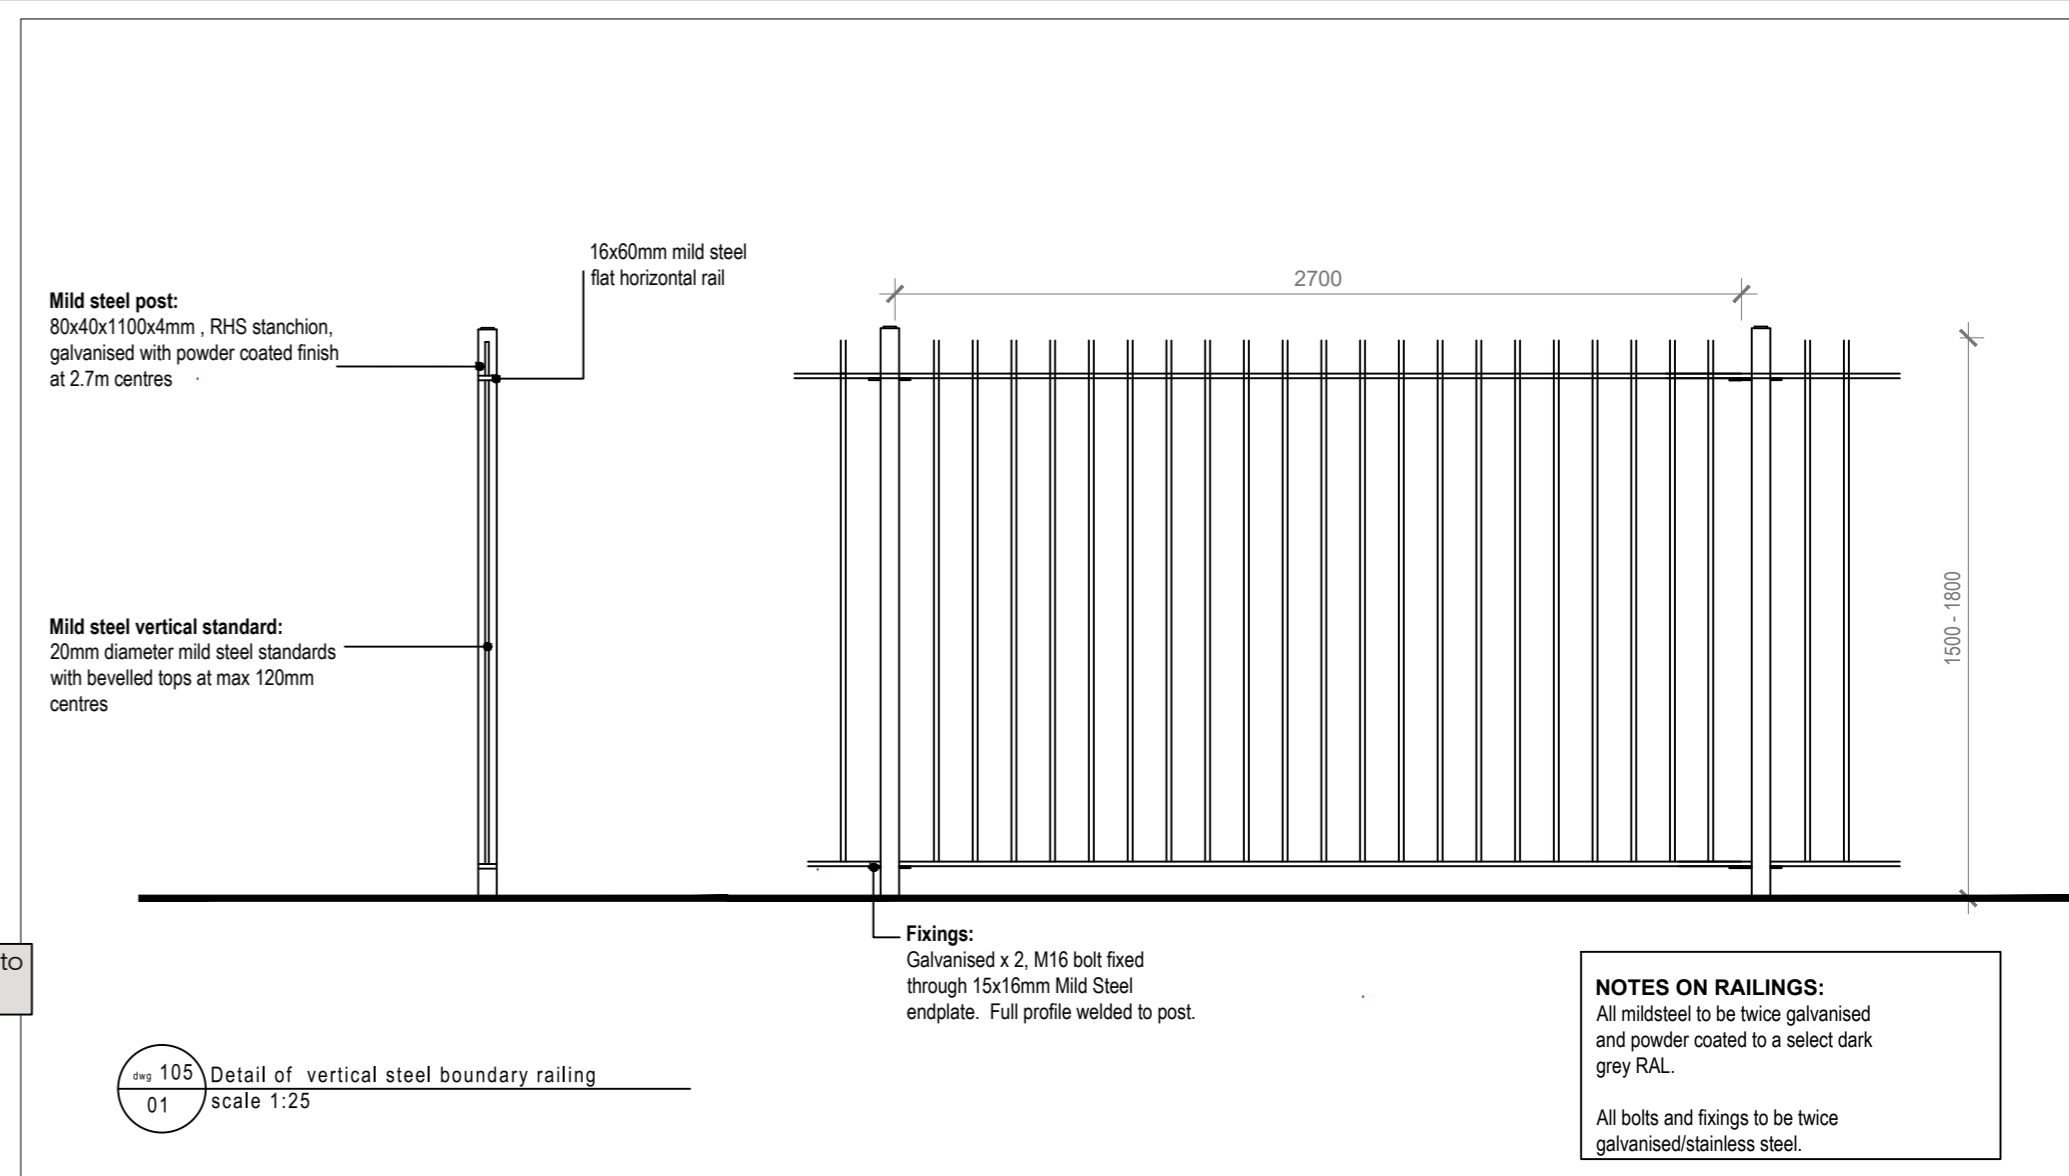 16x60mm mild steel
flat horizontal rail
Mild steel post:
80x40x1100x4mm , RHS stanchion,
galvanised with powder coated finish
at 2.7m centres
2700
1500 - 1800
Mild steel vertical standard:
20mm diameter mild steel standards
with bevelled tops at max 120mm
centres
to
Fixings:
Galvanised x 2, M16 bolt fixed
through 15x16mm Mild Steel
endplate. Full profile welded to post.
NOTES ON RAILINGS:
All mildsteel to be twice galvanised
and powder coated to a select dark
grey RAL.
All bolts and fixings to be twice
galvanised/stainless steel.
dwg 105
01
Detail of vertical steel boundary railing
scale 1:25